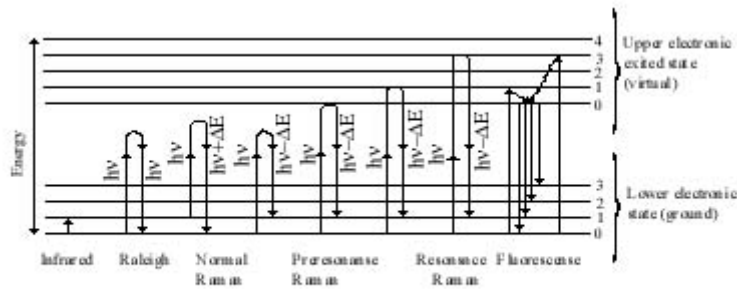 4
3
2
1
0
Upper electronic
exited state
(virtual)
Energy
hν
hν
hν
hν+ΔE
hν
hν−ΔE
hν
hν−ΔE
hν
hν−ΔE
hν
hν−ΔE
3
2
1
0
Lower electronic
state (ground)
Infrared
Raleigh
Normal
Raman
Preresonanse
Raman
Resonsnce
Raman
Fluorescense